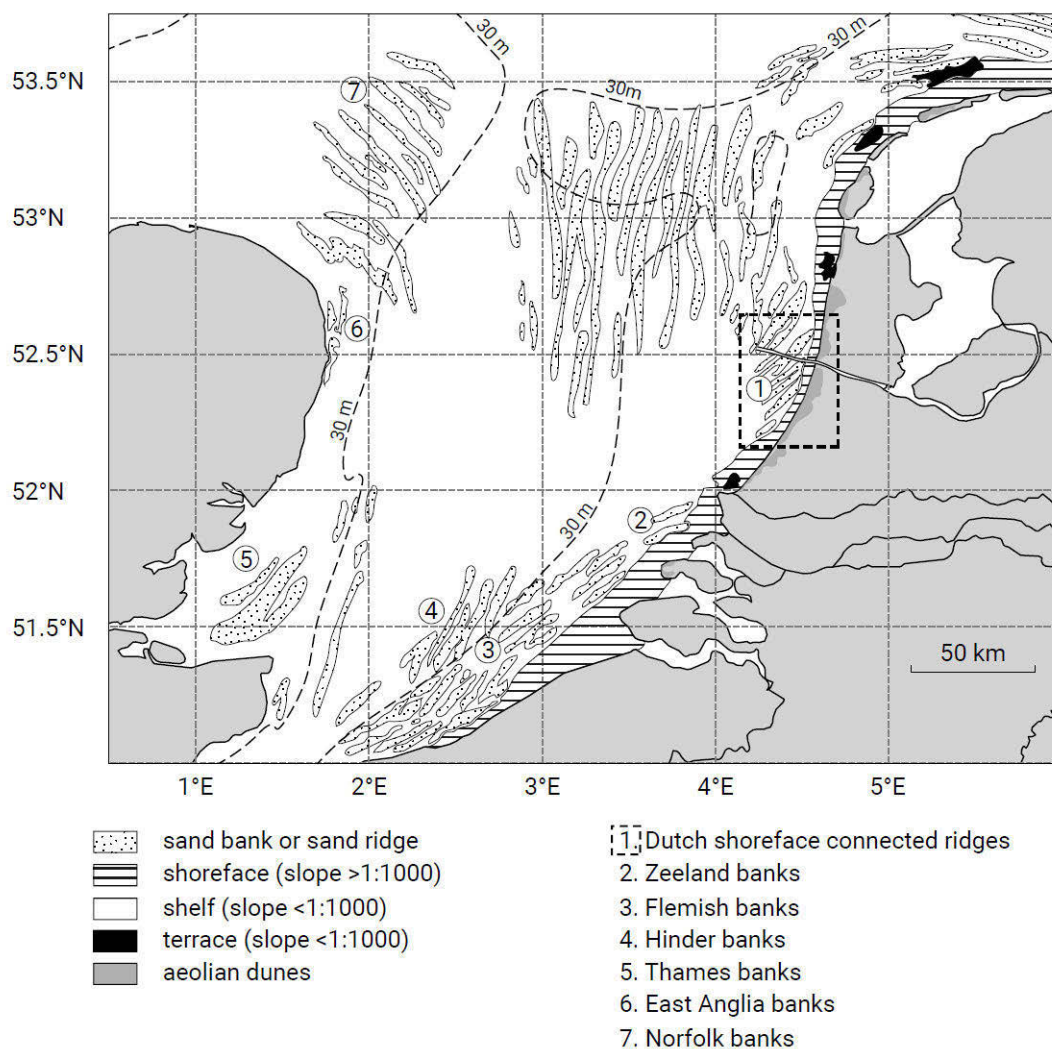 30 m
30 m
53.5°N
7
30m
53°N
6
52.5°N
1
30 m
52°N
30 m
2
5
4
51.5°N
3
50 km
1°E
2°E
3°E
4°E
5°E
sand bank or sand ridge
shoreface (slope >1:1000)
shelf (slope <1:1000)
terrace (slope <1:1000)
aeolian dunes
1. Dutch shoreface connected ridges
2. Zeeland banks
3. Flemish banks
4. Hinder banks
5. Thames banks
6. East Anglia banks
7. Norfolk banks